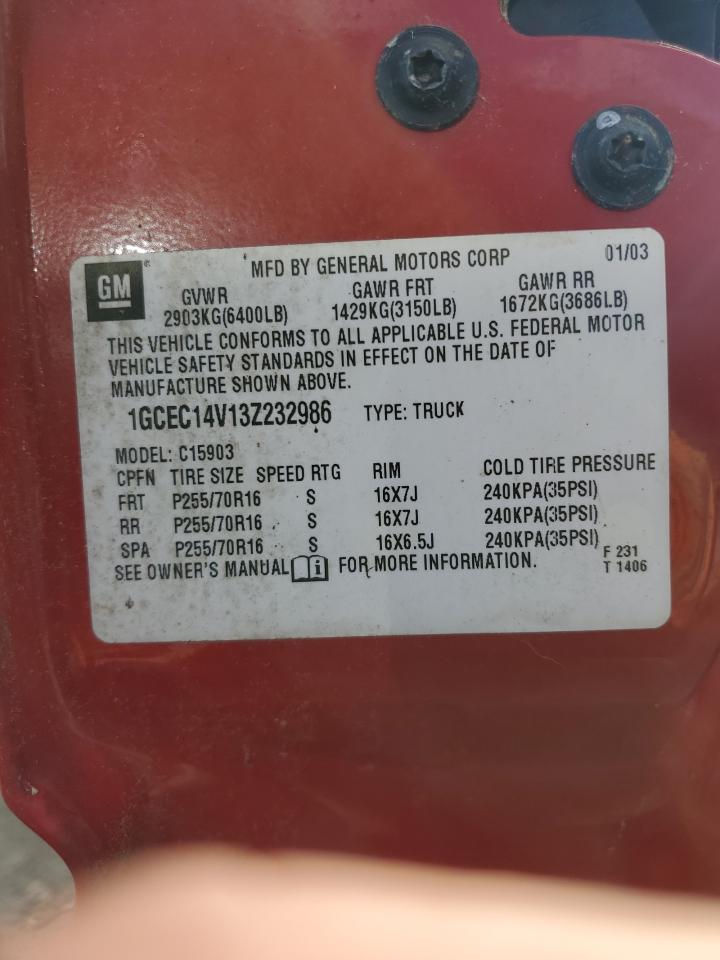 GM
MFD BY GENERAL MOTORS CORP 01/03
GVWR GAWR FRT GAWR RR
2903KG(6400LB) 1429KG(3150LB) 1672KG(3686LB)
THIS VEHICLE CONFORMS TO ALL APPLICABLE U.S. FEDERAL MOTOR
VEHICLE SAFETY STANDARDS IN EFFECT ON THE DATE OF
MANUFACTURE SHOWN ABOVE.
1GCEC14V13Z232986 TYPE: TRUCK
MODEL: C15903
CPFN TIRE SIZE SPEED RTG RIM COLD TIRE PRESSURE
FRT P255/70R16 S 16X7J 240KPA(35PSI)
RR P255/70R16 S 16X7J 240KPA(35PSI)
SPA P255/70R16 S 16X6.5J 240KPA(35PSI)
SEE OWNER'S MANUAL i FOR MORE INFORMATION.
F 231
T 1406